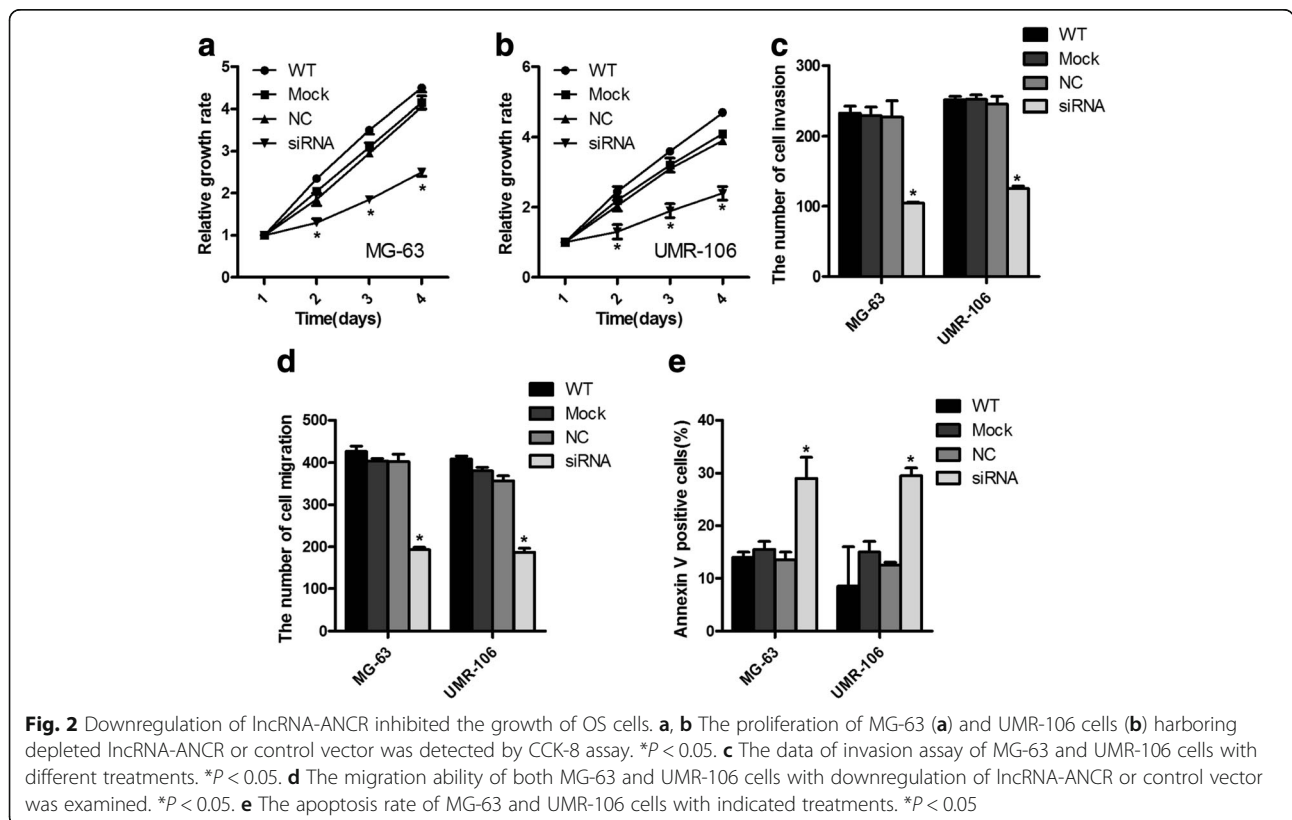 a
WT
Mock
NC
siRNA
Relative growth rate
5
4
3
2
1
0
MG-63
1 2 3 4
Time(days)
b
WT
Mock
NC
siRNA
Relative growth rate
6
4
2
0
UMR-106
1 2 3 4
Time(days)
c
WT
Mock
NC
siRNA
The number of cell invasion
300
200
100
0
MG-63 UMR-106
d
WT
Mock
NC
siRNA
The number of cell migration
500
400
300
200
100
0
MG-63 UMR-106
e
WT
Mock
NC
siRNA
Annexin V positive cells(%)
40
30
20
10
0
MG-63 UMR-106
* * *
* * *
* *
* *
* *
Fig. 2 Downregulation of lncRNA-ANCR inhibited the growth of OS cells. a, b The proliferation of MG-63 (a) and UMR-106 cells (b) harboring
depleted lncRNA-ANCR or control vector was detected by CCK-8 assay. *P < 0.05. c The data of invasion assay of MG-63 and UMR-106 cells with
different treatments. *P < 0.05. d The migration ability of both MG-63 and UMR-106 cells with downregulation of lncRNA-ANCR or control vector
was examined. *P < 0.05. e The apoptosis rate of MG-63 and UMR-106 cells with indicated treatments. *P < 0.05